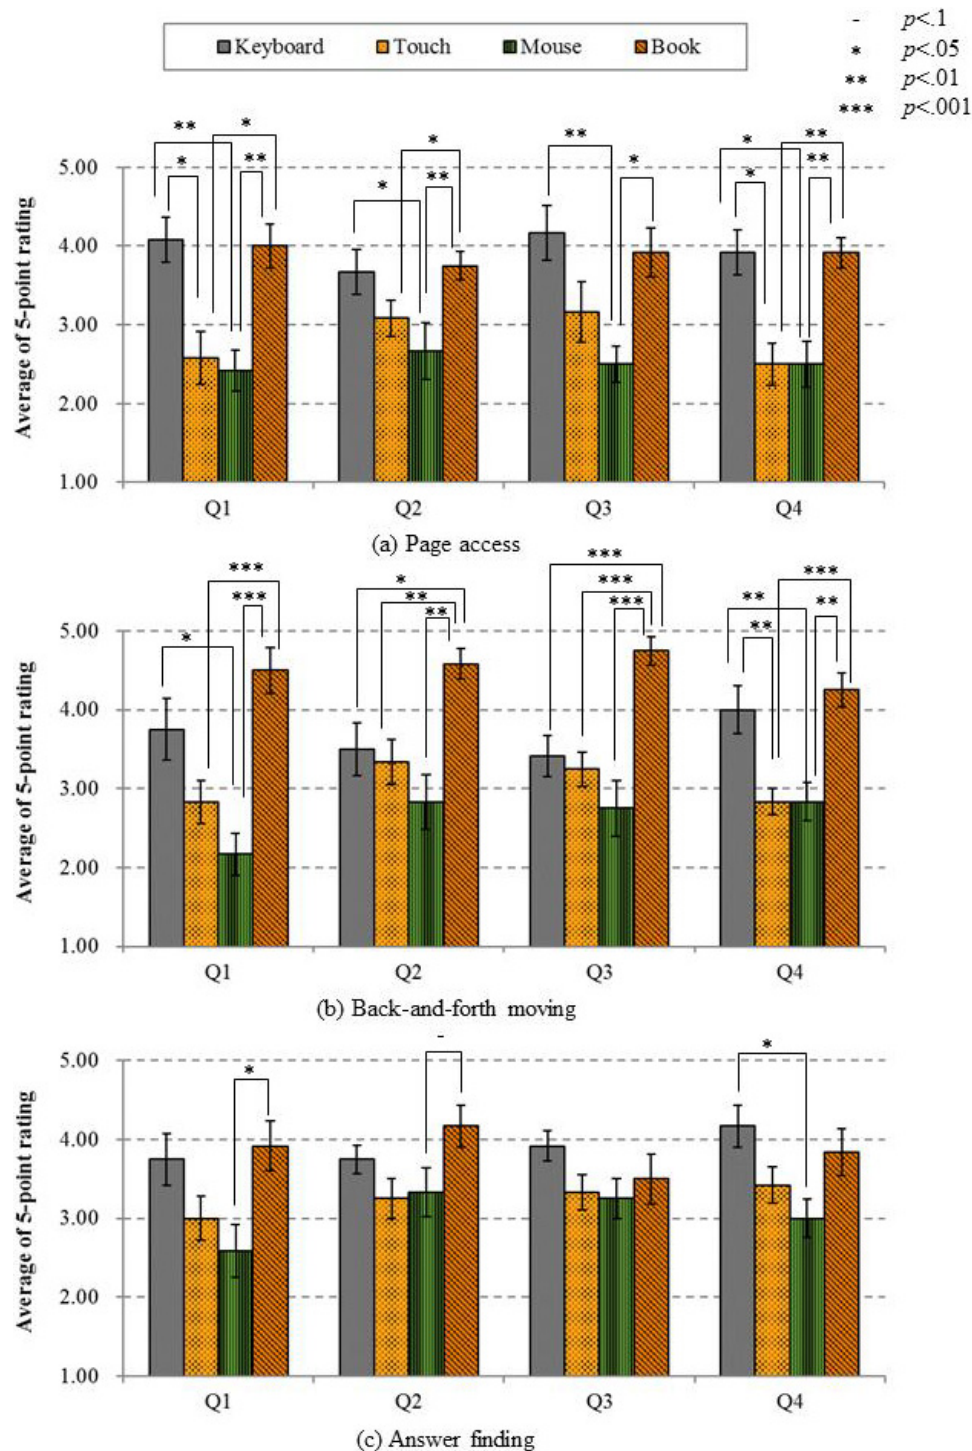 Keyboard Touch Mouse Book
- p<.1
* p<.05
** p<.01
*** p<.001
Average of 5-point rating
** * * **
* * * **
** *
* ** * **
5.00
4.00
3.00
2.00
1.00
Q1 Q2 Q3 Q4
(a) Page access
Average of 5-point rating
*** *** *
* ** **
*** *** ***
** ** *** **
5.00
4.00
3.00
2.00
1.00
Q1 Q2 Q3 Q4
(b) Back-and-forth moving
Average of 5-point rating
* - *
5.00
4.00
3.00
2.00
1.00
Q1 Q2 Q3 Q4
(c) Answer finding